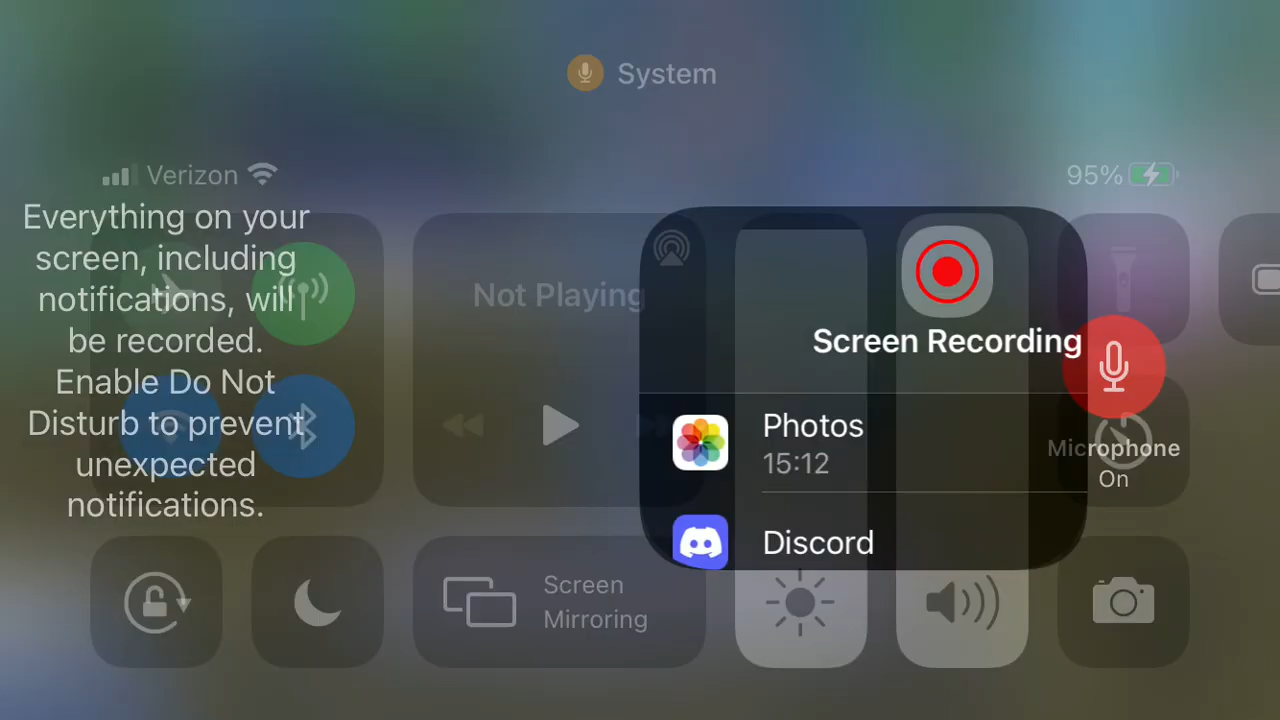 System
Verizon
95%
Everything on your
screen, including
notifications, will
be recorded.
Enable Do Not
Disturb to prevent
unexpected
notifications.
Not Playing
Screen Recording
Photos
15:12
Discord
Microphone
On
Screen
Mirroring